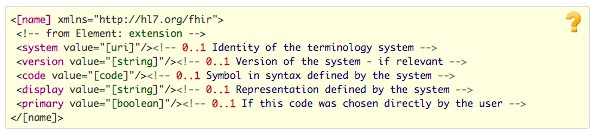 <[name] xmlns="http://hl7.org/fhir">
<!-- from Element: extension -->
<system value="[uri]"/><!-- 0..1 Identity of the terminology system -->
<version value="[string]"/><!-- 0..1 Version of the system - if relevant -->
<code value="[code]"/><!-- 0..1 Symbol in syntax defined by the system -->
<display value="[string]"/><!-- 0..1 Representation defined by the system -->
<primary value="[boolean]"/><!-- 0..1 If this code was chosen directly by the user -->
</[name]>
?